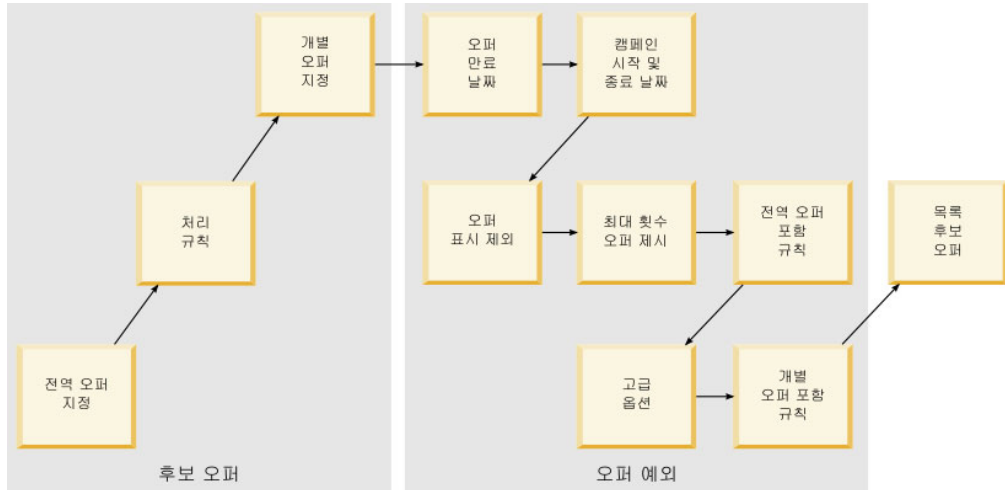 개별
오퍼
지정
오퍼
만료
날짜
캠페인
시작 및
종료 날짜
처리
규칙
오퍼
표시 제외
최대 횟수
오퍼 제시
전역 오퍼
포함
규칙
목록
후보
오퍼
전역 오퍼
지정
고급
옵션
개별
오퍼 포함
규칙
후보 오퍼
오퍼 예외